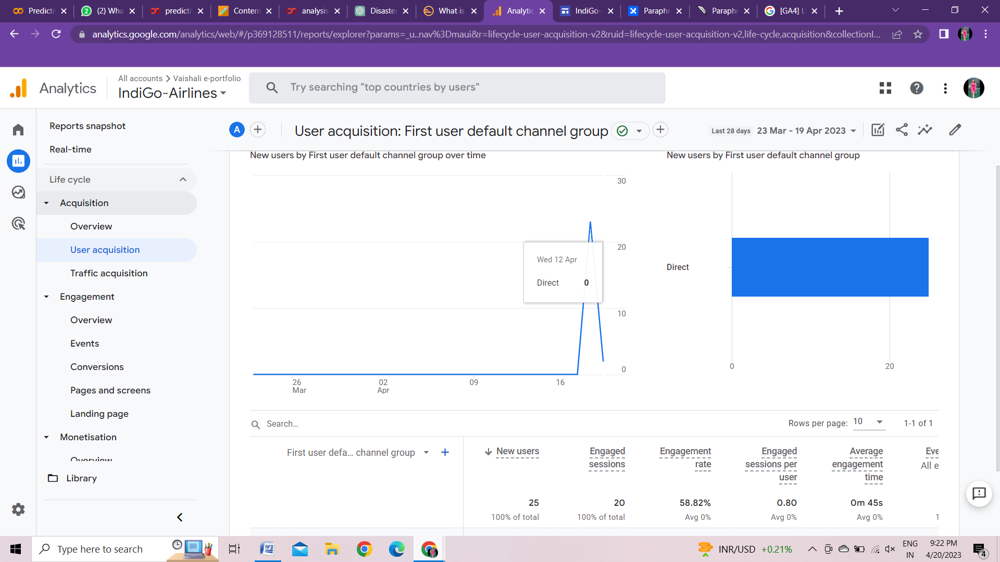 Predicti
(2) Wha
predicti
Conten
analysis
Disaster
What is
Analytic
IndiGo-
Paraphr
Paraphr
[GA4] Li
analytics.google.com/analytics/web/#/p369128511/reports/explorer?params=_u..nav%3Dmaui&r=lifecycle-user-acquisition-v2&ruid=lifecycle-user-acquisition-v2,life-cycle,acquisition&collectionI...
Analytics
All accounts > Vaishali e-portfolio
IndiGo-Airlines
Try searching "top countries by users"
Reports snapshot
Real-time
Life cycle
Acquisition
Overview
User acquisition
Traffic acquisition
Engagement
Overview
Events
Conversions
Pages and screens
Landing page
Monetisation
Overview
Library
A
User acquisition: First user default channel group
Last 28 days 23 Mar - 19 Apr 2023
New users by First user default channel group over time
30
20
10
0
26 Mar
02 Apr
09
16
Wed 12 Apr
Direct 0
New users by First user default channel group
Direct
0
20
Search...
Rows per page: 10
1-1 of 1
First user defa... channel group
New users
Engaged sessions
Engagement rate
Engaged sessions per user
Average engagement time
Eve
All e
25
20
58.82%
0.80
0m 45s
100% of total
100% of total
Avg 0%
Avg 0%
Avg 0%
1
Type here to search
INR/USD +0.21%
ENG
IN
9:22 PM
4/20/2023
4